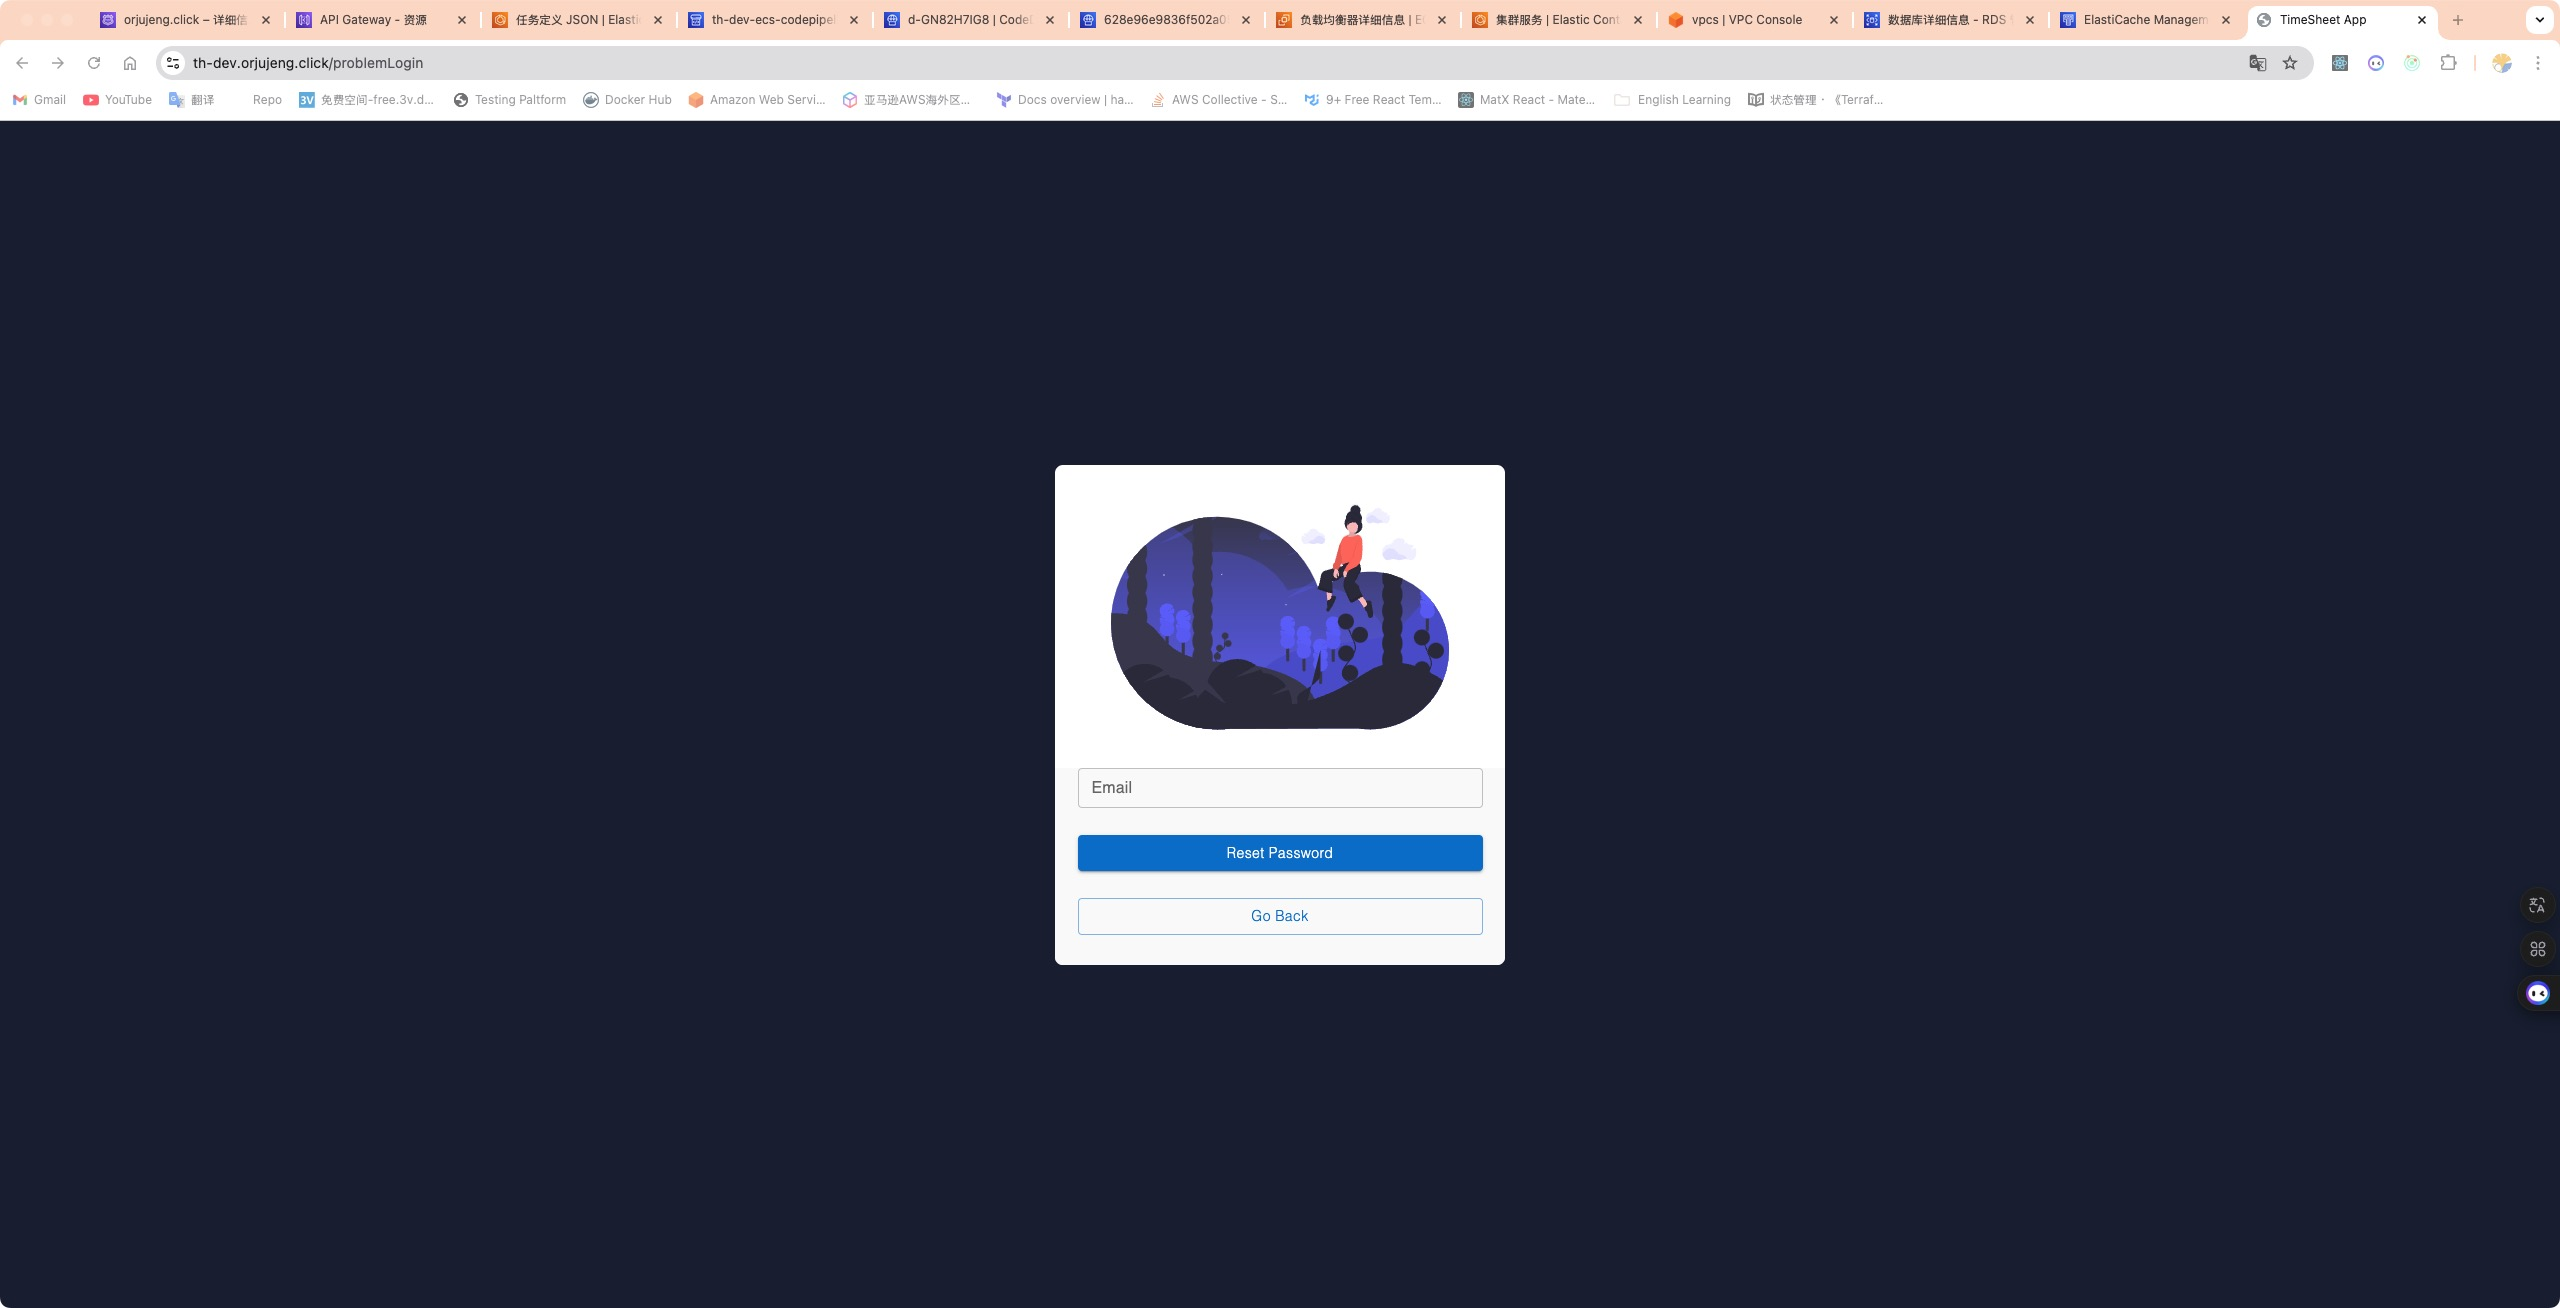 orjujeng.click – 详细信
API Gateway - 资源
任务定义 JSON | Elastic
th-dev-ecs-codepipel
d-GN82H7IG8 | CodeD
628e96e9836f502a0
负载均衡器详细信息 | E
集群服务 | Elastic Cont
vpcs | VPC Console
数据库详细信息 - RDS
ElastiCache Managem
TimeSheet App
th-dev.orjujeng.click/problemLogin
Gmail
YouTube
翻译
Repo
3V 免费空间-free.3v.d...
Testing Paltform
Docker Hub
Amazon Web Servi...
亚马逊AWS海外区...
Docs overview | ha...
AWS Collective - S...
9+ Free React Tem...
MatX React - Mate...
English Learning
状态管理 · 《Terraf...
Email
Reset Password
Go Back